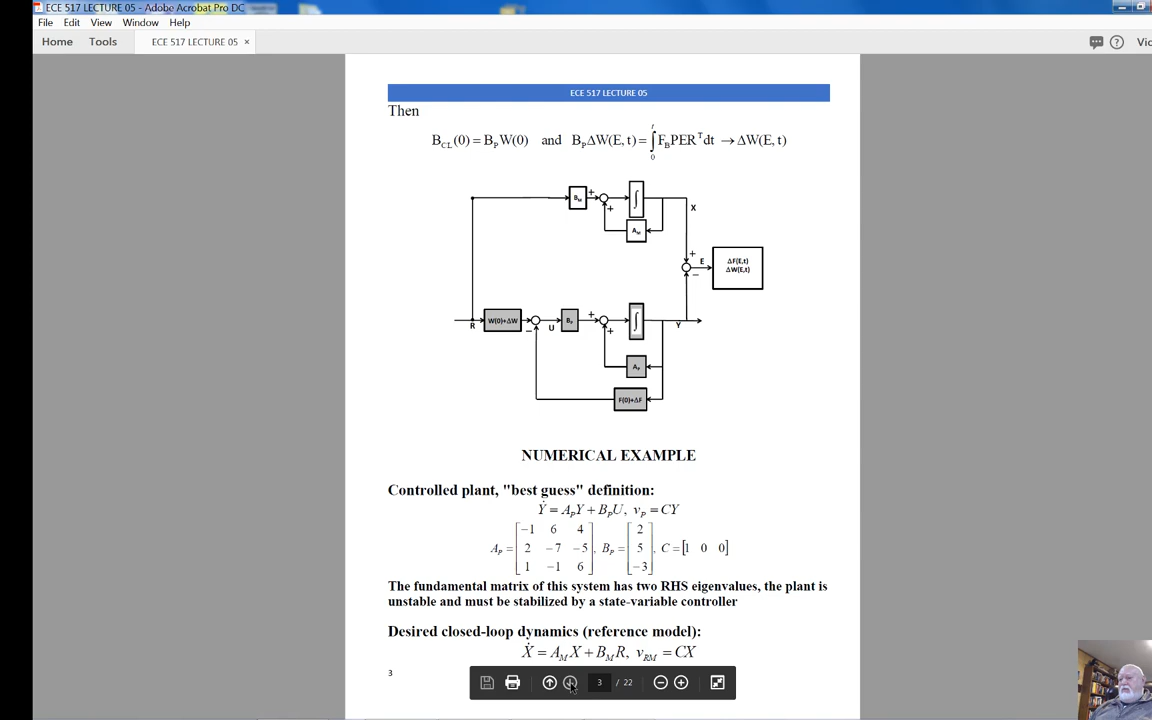 ECE 517 LECTURE 05 - Adobe Acrobat Pro DC
File Edit View Window Help
Home Tools ECE 517 LECTURE 05 ×
ECE 517 LECTURE 05
Then
B_CL(0) = B_P W(0) and B_P ΔW(E, t) = ∫₀ᵗ F_B PER^T dt → ΔW(E, t)
B_M + ∫
+
X
A_M
+
E
ΔF(E,t)
ΔW(E,t)
−
R W(0)+ΔW − U B_P + + ∫ Y
A_P
F(0)+ΔF
NUMERICAL EXAMPLE
Controlled plant, "best guess" definition:
Ẏ = A_P Y + B_P U, v_P = CY
A_P = [−1 6 4; 2 −7 −5; 1 −1 6], B_P = [2; 5; −3], C = [1 0 0]
The fundamental matrix of this system has two RHS eigenvalues, the plant is
unstable and must be stabilized by a state-variable controller
Desired closed-loop dynamics (reference model):
Ẋ = A_M X + B_M R, v_RM = CX
3
3 / 22